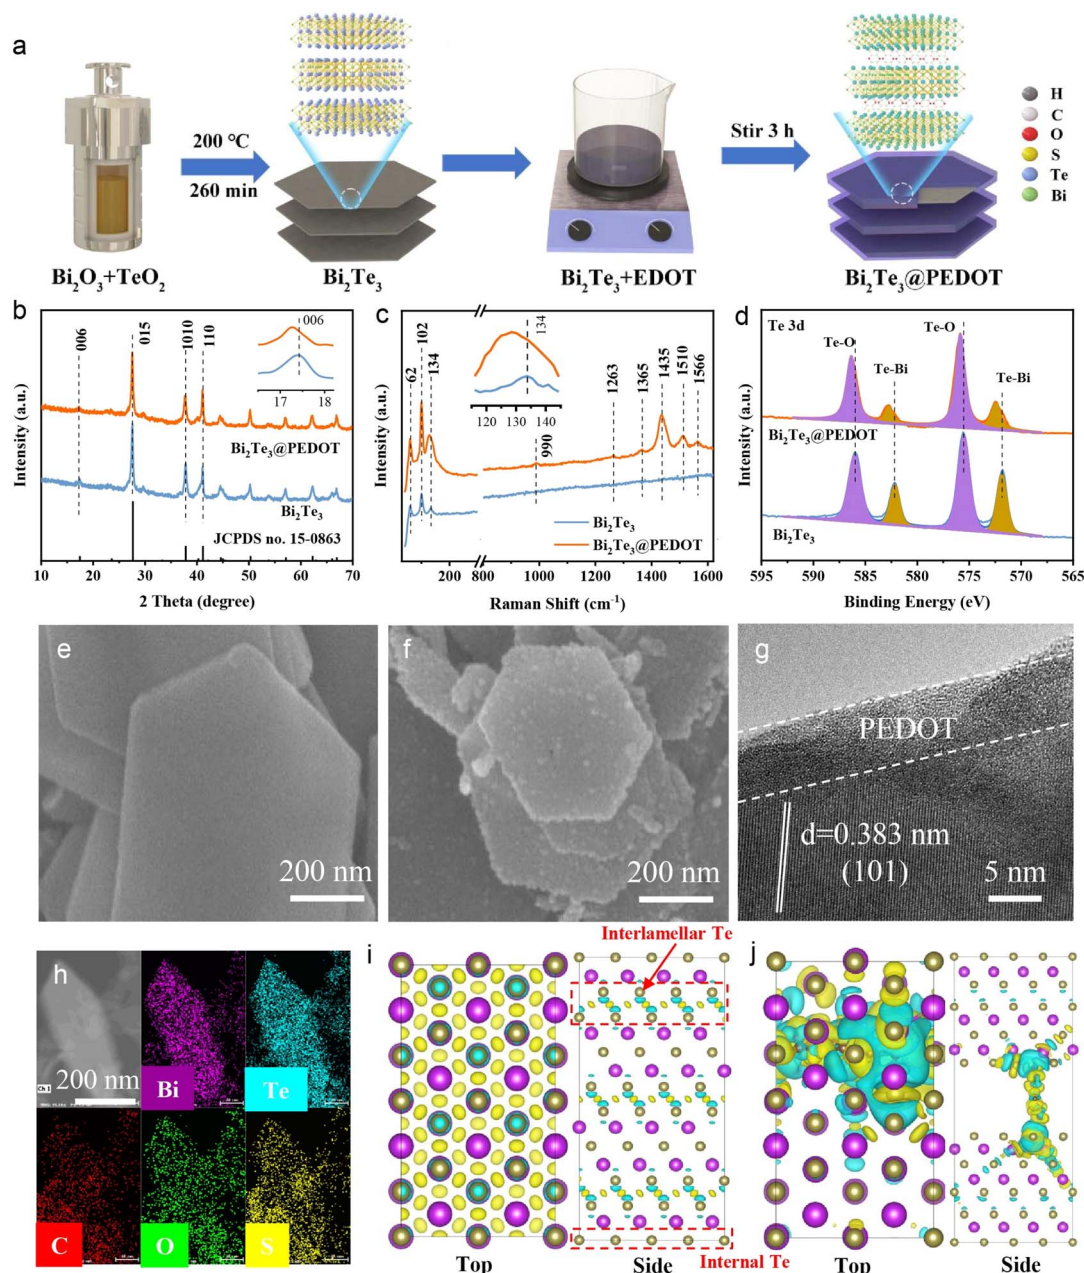 a
200 °C
260 min
Stir 3 h
H
C
O
S
Te
Bi
Bi₂O₃+TeO₂
Bi₂Te₃
Bi₂Te₃+EDOT
Bi₂Te₃@PEDOT
b
006
015
1010
110
006
17 18
Bi₂Te₃@PEDOT
Bi₂Te₃
JCPDS no. 15-0863
Intensity (a.u.)
10 20 30 40 50 60 70
2 Theta (degree)
c
62
102
134
134
120 130 140
990
1263
1365
1435
1510
1566
Bi₂Te₃
Bi₂Te₃@PEDOT
Intensity (a.u.)
200 800 1000 1200 1400 1600
Raman Shift (cm⁻¹)
d
Te 3d
Te-O
Te-O
Te-Bi
Te-Bi
Bi₂Te₃@PEDOT
Bi₂Te₃
Intensity (a.u.)
595 590 585 580 575 570 565
Binding Energy (eV)
e
200 nm
f
200 nm
g
PEDOT
d=0.383 nm
(101)
5 nm
h
200 nm
Bi
Te
C
O
S
i
Interlamellar Te
Internal Te
Top
Side
j
Top
Side